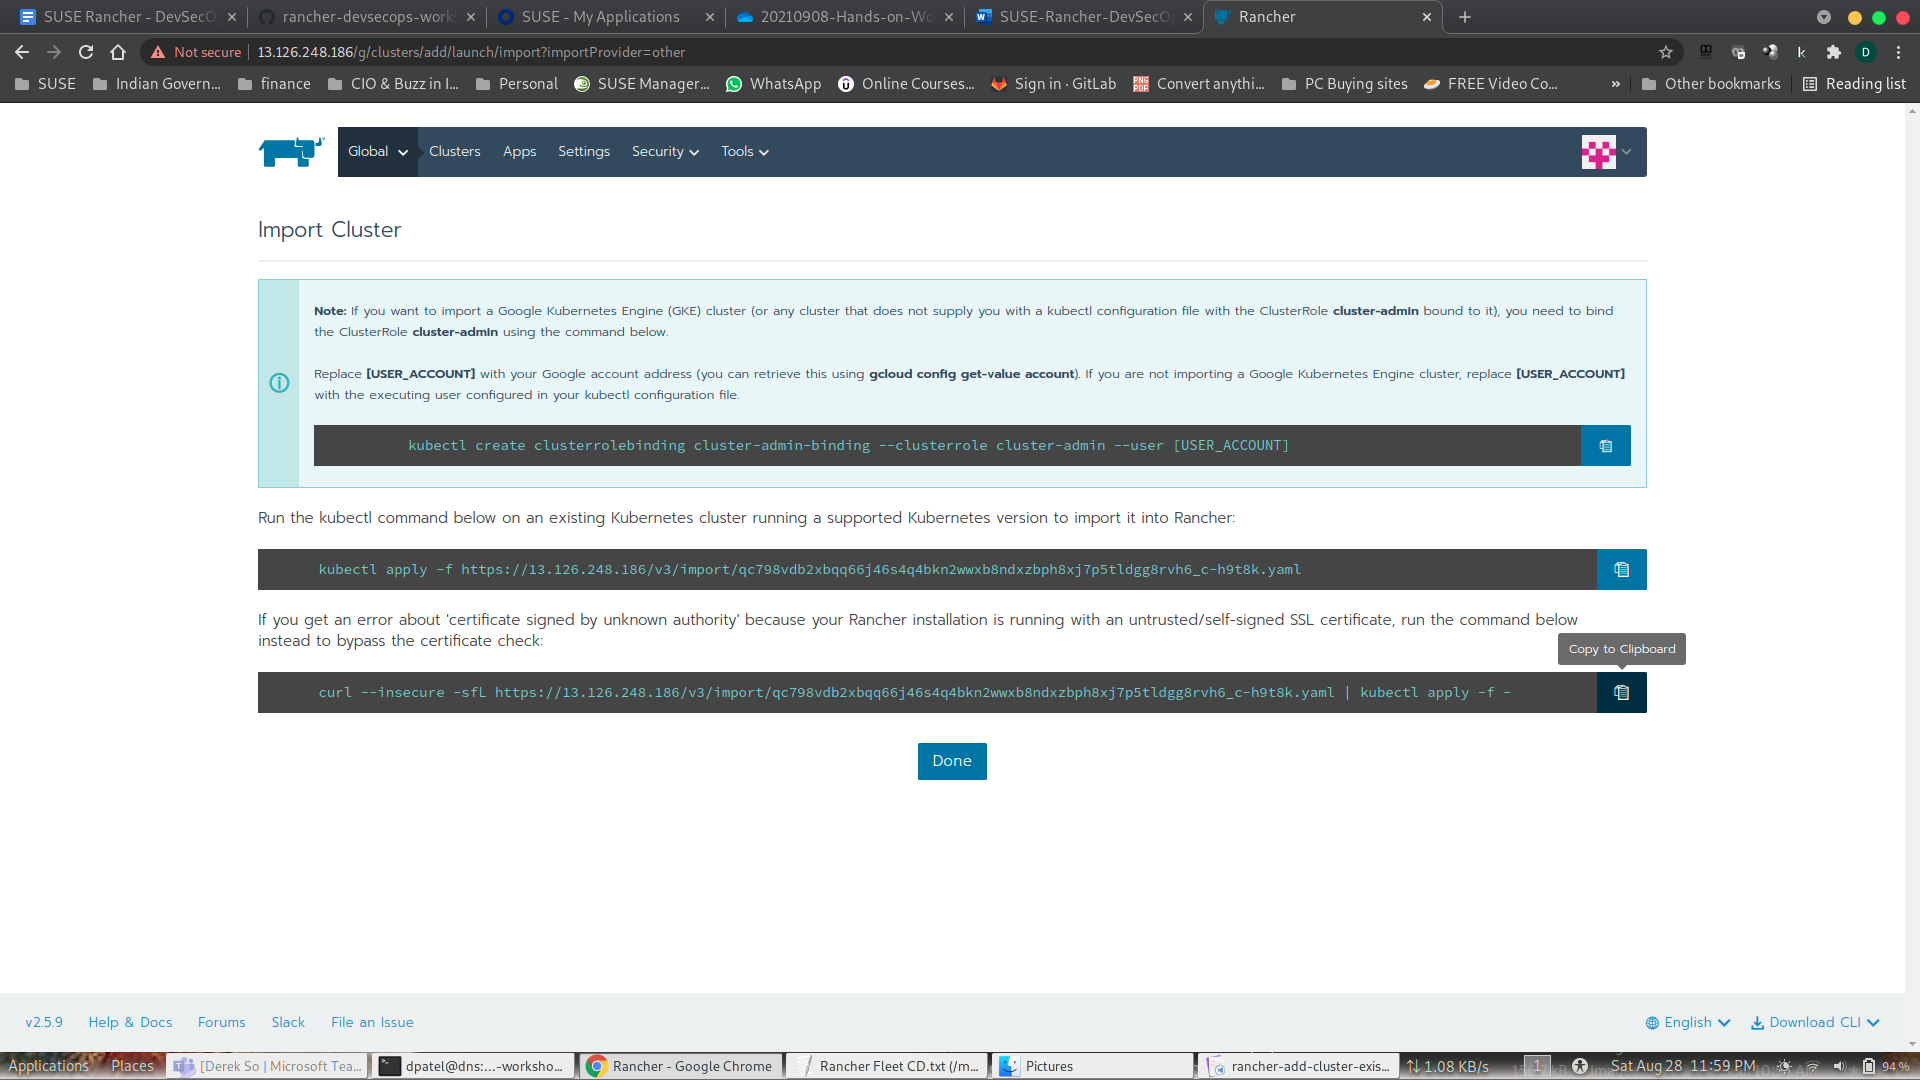 SUSE Rancher - DevSecO
rancher-devsecops-works
SUSE - My Applications
20210908-Hands-on-Wo
SUSE-Rancher-DevSecO
Rancher
Not secure
13.126.248.186/g/clusters/add/launch/import?importProvider=other
D
SUSE
Indian Govern...
finance
CIO & Buzz in I...
Personal
SUSE Manager...
WhatsApp
Online Courses...
Sign in · GitLab
Convert anythi...
PC Buying sites
FREE Video Co...
»
Other bookmarks
Reading list
Global
Clusters
Apps
Settings
Security
Tools
Import Cluster
Note: If you want to import a Google Kubernetes Engine (GKE) cluster (or any cluster that does not supply you with a kubectl configuration file with the ClusterRole cluster-admin bound to it), you need to bind
the ClusterRole cluster-admin using the command below.
Replace [USER_ACCOUNT] with your Google account address (you can retrieve this using gcloud config get-value account). If you are not importing a Google Kubernetes Engine cluster, replace [USER_ACCOUNT]
with the executing user configured in your kubectl configuration file.
kubectl create clusterrolebinding cluster-admin-binding --clusterrole cluster-admin --user [USER_ACCOUNT]
Run the kubectl command below on an existing Kubernetes cluster running a supported Kubernetes version to import it into Rancher:
kubectl apply -f https://13.126.248.186/v3/import/qc798vdb2xbqq66j46s4q4bkn2wwxb8ndxzbph8xj7p5tldgg8rvh6_c-h9t8k.yaml
If you get an error about 'certificate signed by unknown authority' because your Rancher installation is running with an untrusted/self-signed SSL certificate, run the command below
instead to bypass the certificate check:
Copy to Clipboard
curl --insecure -sfL https://13.126.248.186/v3/import/qc798vdb2xbqq66j46s4q4bkn2wwxb8ndxzbph8xj7p5tldgg8rvh6_c-h9t8k.yaml | kubectl apply -f -
Done
v2.5.9
Help & Docs
Forums
Slack
File an Issue
English
Download CLI
Applications
Places
[Derek So | Microsoft Tea...
dpatel@dns:...-worksho...
Rancher - Google Chrome
Rancher Fleet CD.txt (/m...
Pictures
rancher-add-cluster-exis...
1.08 KB/s
1
Sat Aug 28 11:59 PM
94 %